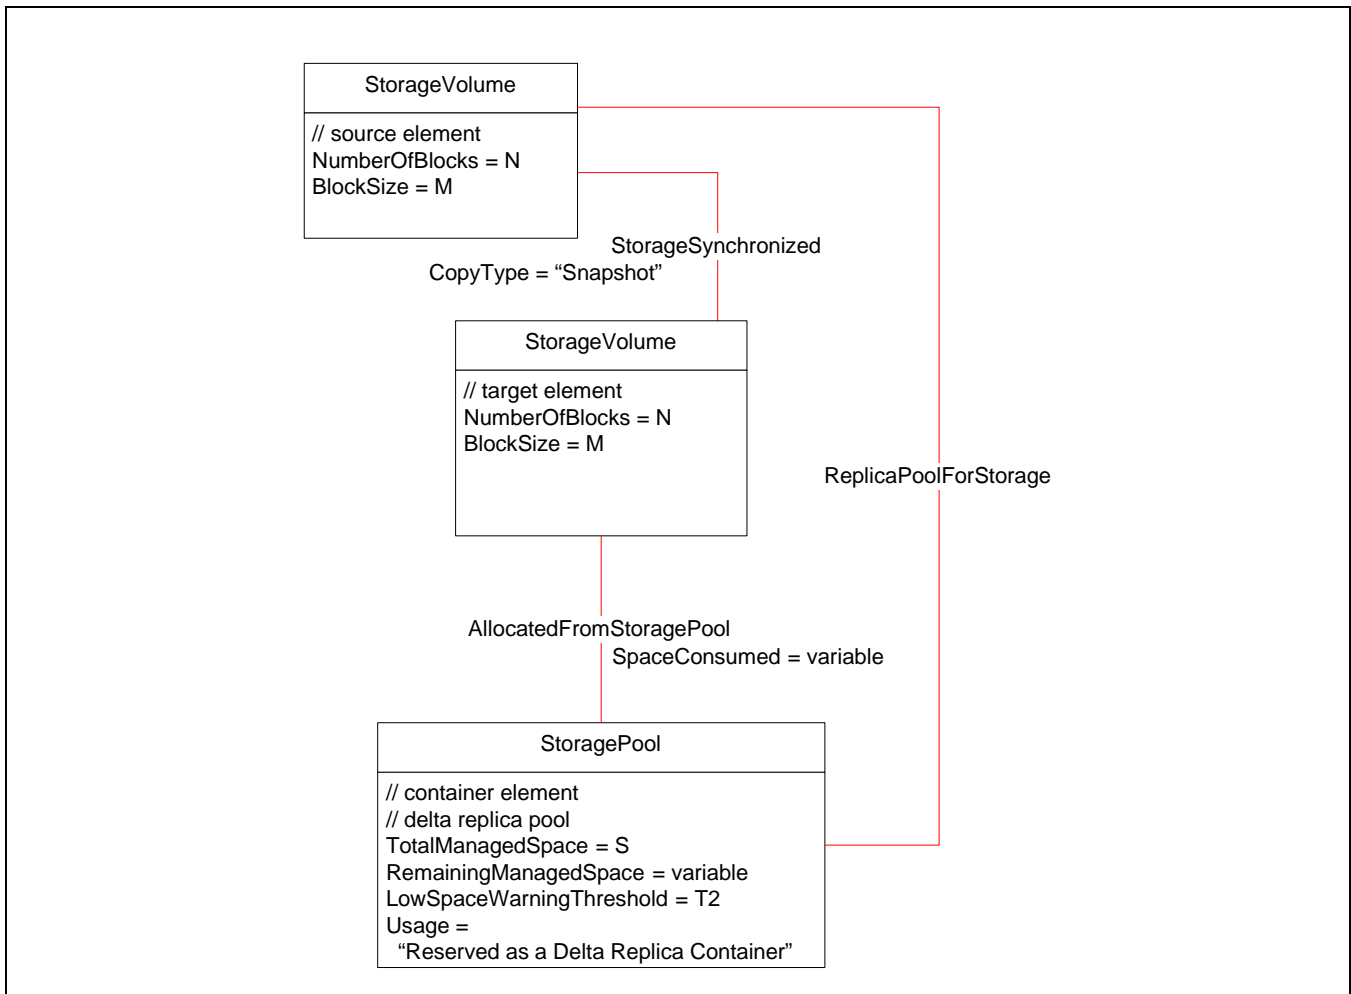 StorageVolume
// source element
NumberOfBlocks = N
BlockSize = M
StorageSynchronized
CopyType = “Snapshot”
StorageVolume
// target element
NumberOfBlocks = N
BlockSize = M
ReplicaPoolForStorage
AllocatedFromStoragePool
SpaceConsumed = variable
StoragePool
// container element
// delta replica pool
TotalManagedSpace = S
RemainingManagedSpace = variable
LowSpaceWarningThreshold = T2
Usage =
“Reserved as a Delta Replica Container”